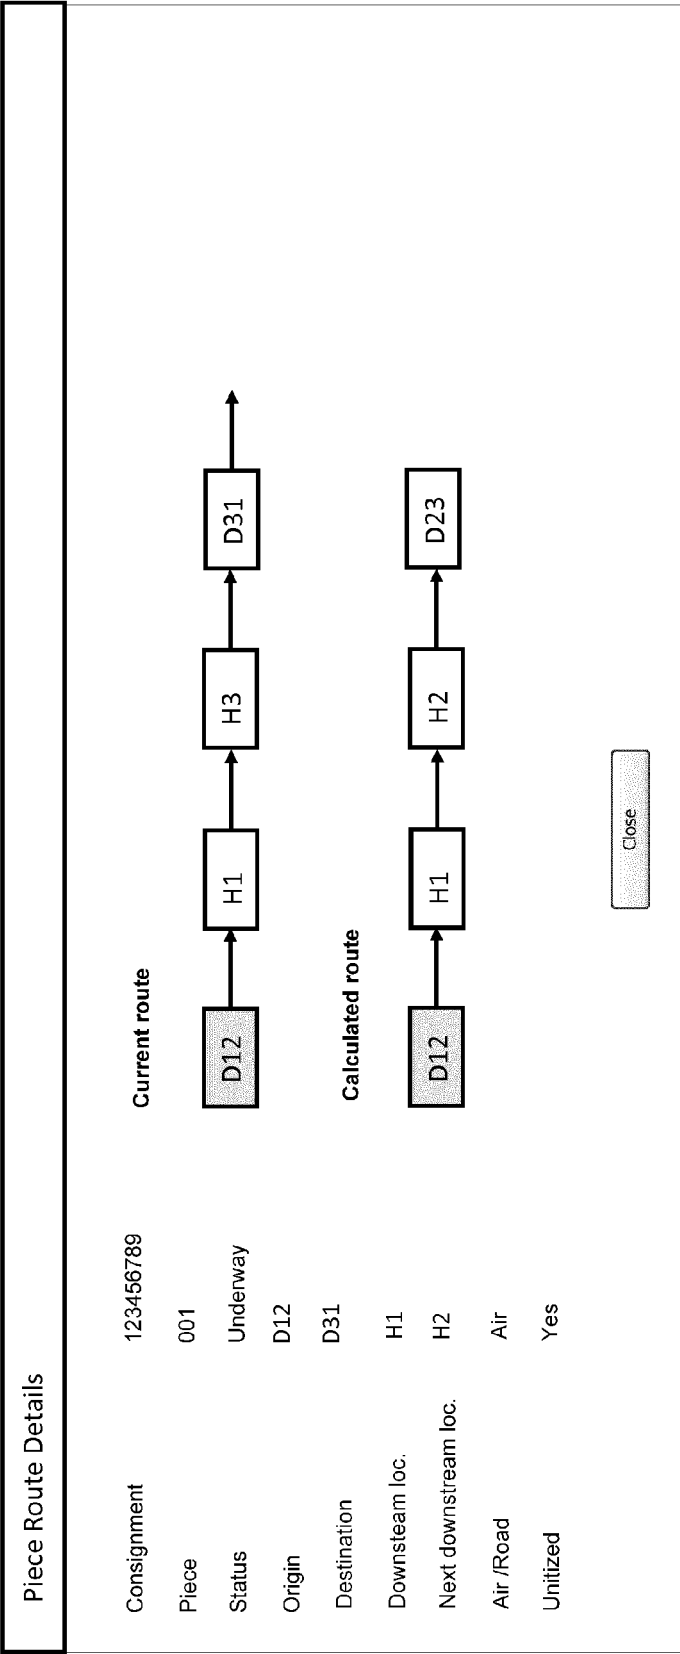 Piece Route Details
Consignment 123456789
Piece 001
Status Underway
Origin D12
Destination D31
Downsteam loc. H1
Next downstream loc. H2
Air /Road Air
Unitized Yes
Current route
D12 H1 H3 D31
Calculated route
D12 H1 H2 D23
Close